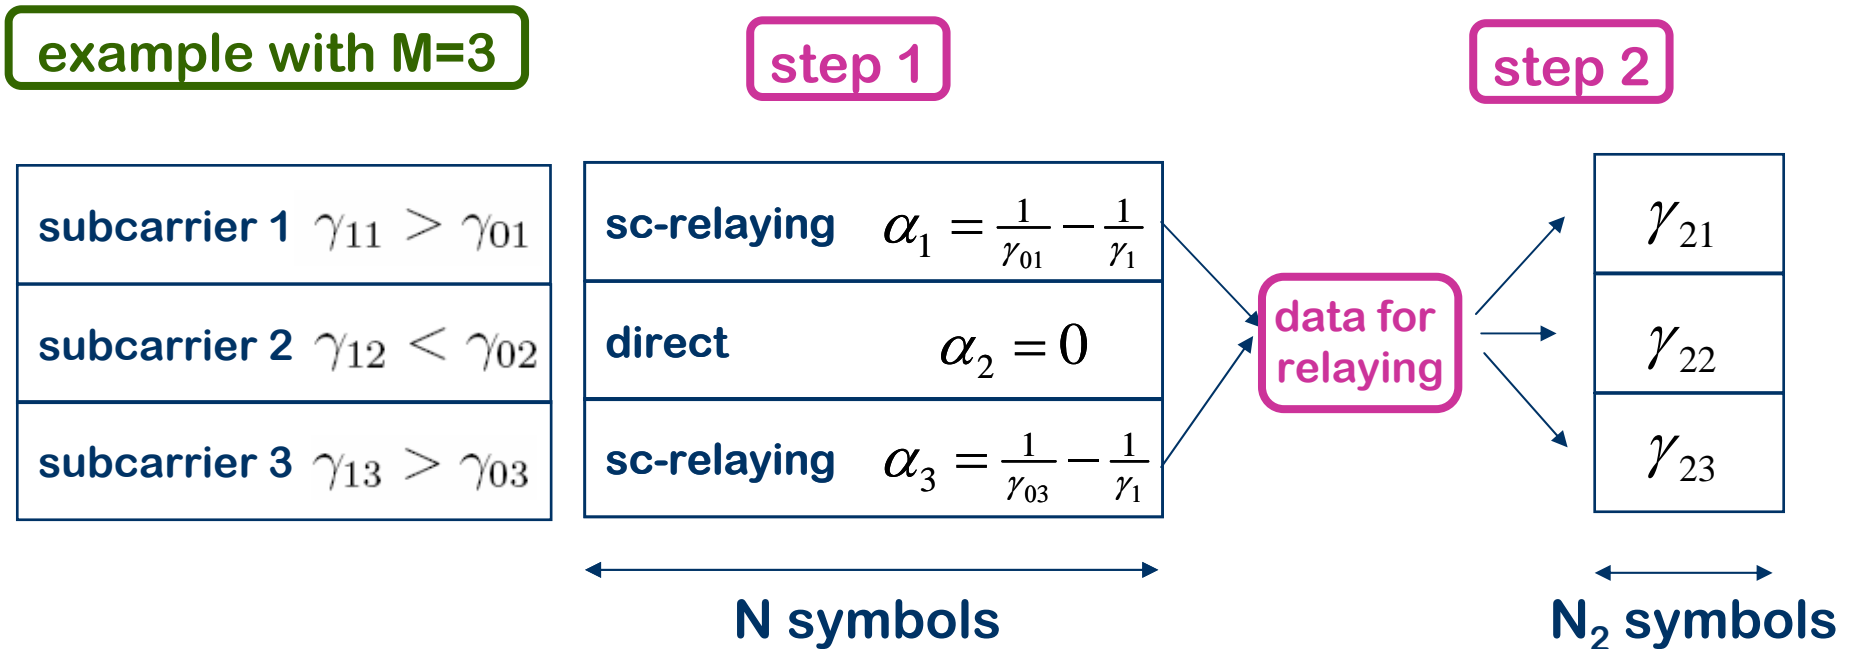 example with M=3
step 1
step 2
subcarrier 1 γ₁₁ > γ₀₁
sc-relaying α₁ = 1/γ₀₁ − 1/γ₁
γ₂₁
data for
relaying
subcarrier 2 γ₁₂ < γ₀₂
direct α₂ = 0
γ₂₂
subcarrier 3 γ₁₃ > γ₀₃
sc-relaying α₃ = 1/γ₀₃ − 1/γ₁
γ₂₃
N symbols
N₂ symbols